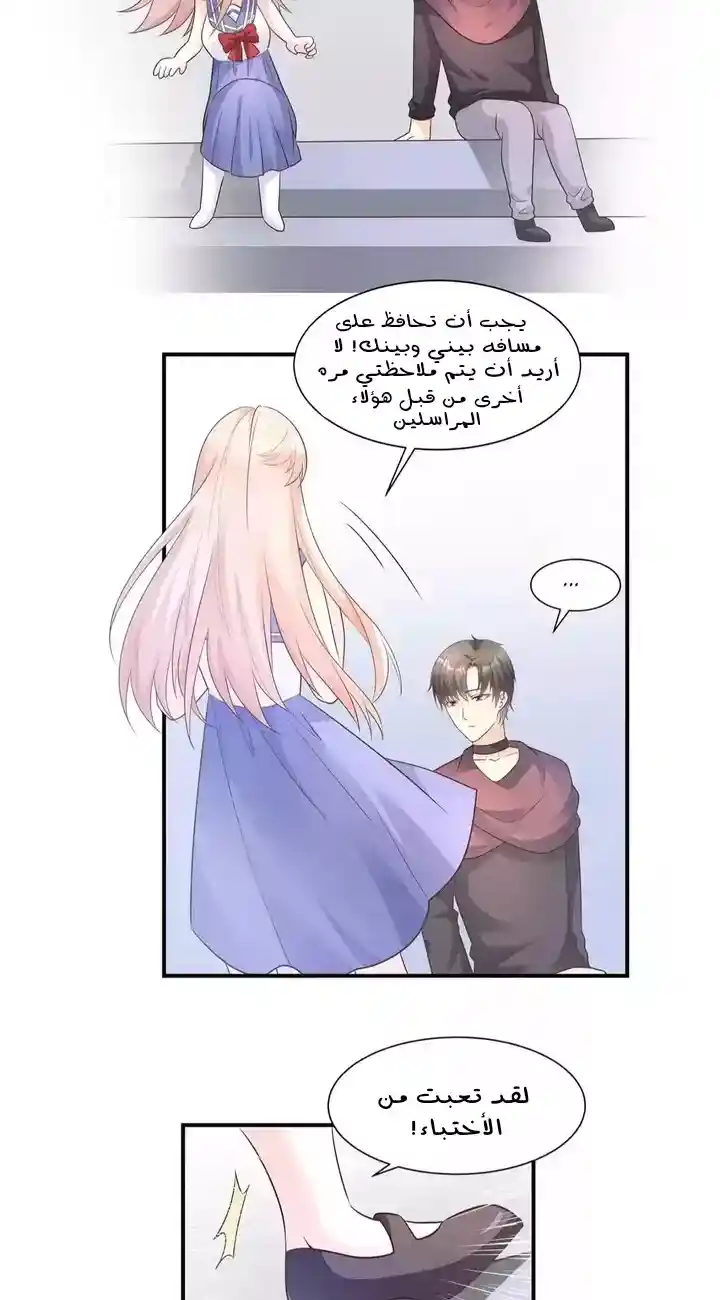 يجب أن تحافظ على
مسافه بيني وبينك! لا
أريد أن يتم ملاحظتي مره
أخرى من قبل هؤلاء
المراسلين
...
لقد تعبت من
الأختباء!